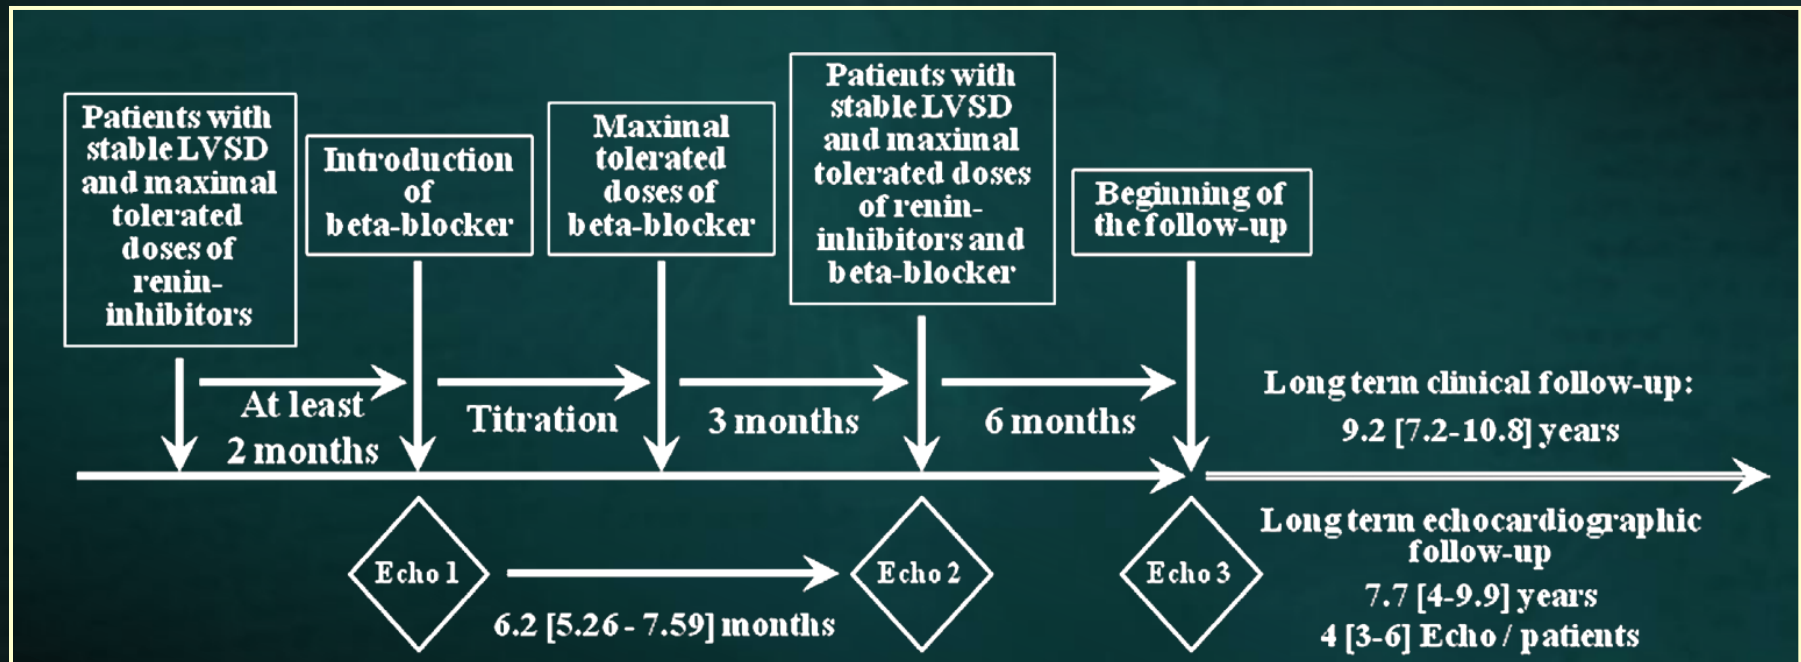 Patients with
stable LVSD
and maximal
tolerated
doses of
renin-
inhibitors
Introduction
of
beta-blocker
Maximal
tolerated
doses of
beta-blocker
Patients with
stable LVSD
and maximal
tolerated doses
of renin-
inhibitors and
beta-blocker
Beginning of
the follow-up
At least
2 months
Titration
3 months
6 months
Long term clinical follow-up:
9.2 [7.2-10.8] years
Echo 1
6.2 [5.26 - 7.59] months
Echo 2
Echo 3
Long term echocardiographic
follow-up
7.7 [4-9.9] years
4 [3-6] Echo / patients